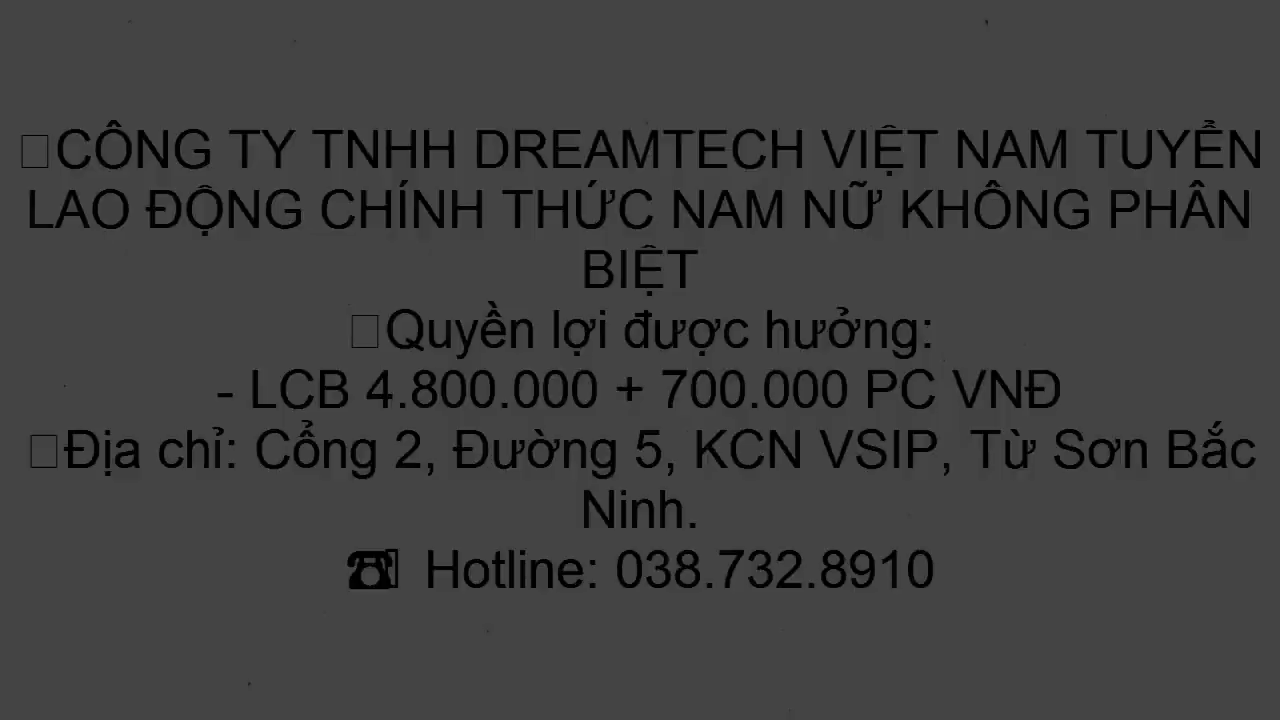 □CÔNG TY TNHH DREAMTECH VIỆT NAM TUYỂN
LAO ĐỘNG CHÍNH THỨC NAM NỮ KHÔNG PHÂN
BIỆT
□Quyền lợi được hưởng:
- LCB 4.800.000 + 700.000 PC VNĐ
□Địa chỉ: Cổng 2, Đường 5, KCN VSIP, Từ Sơn Bắc
Ninh.
☎□ Hotline: 038.732.8910